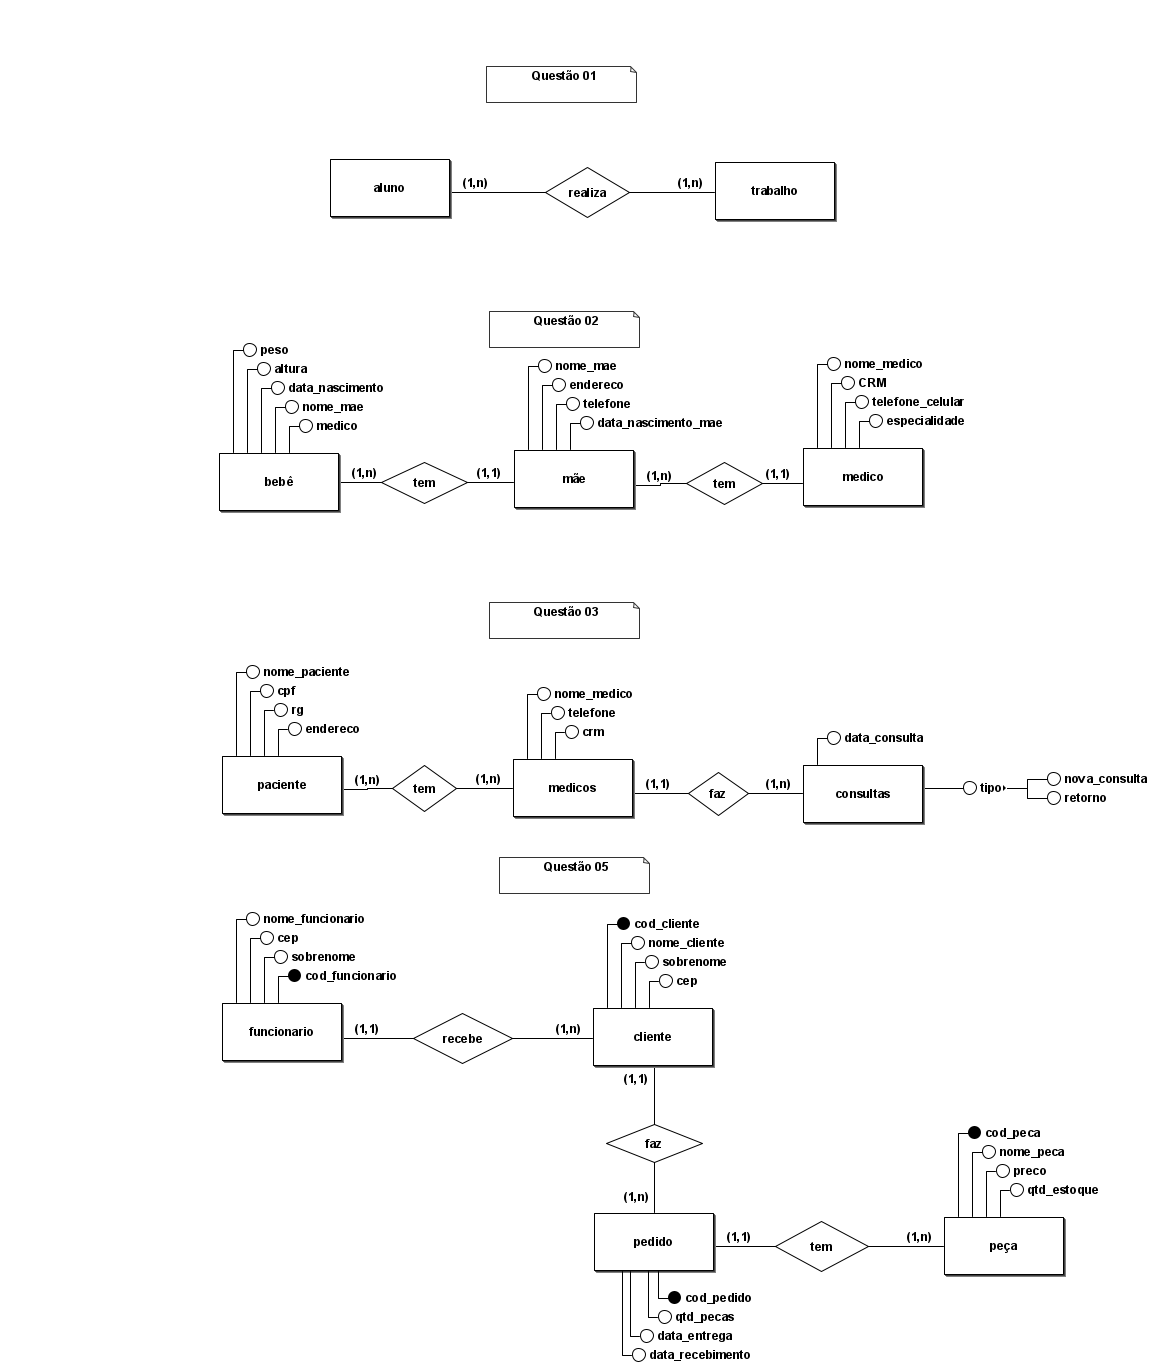 Questão 01
aluno
(1,n)
realiza
(1,n)
trabalho
Questão 02
peso
altura
data_nascimento
nome_mae
medico
bebê
(1,n)
tem
(1,1)
nome_mae
endereco
telefone
data_nascimento_mae
mãe
(1,n)
tem
(1,1)
nome_medico
CRM
telefone_celular
especialidade
medico
Questão 03
nome_paciente
cpf
rg
endereco
paciente
(1,n)
tem
(1,n)
nome_medico
telefone
crm
medicos
(1,1)
faz
(1,n)
data_consulta
consultas
tipo
nova_consulta
retorno
Questão 05
nome_funcionario
cep
sobrenome
cod_funcionario
funcionario
(1,1)
recebe
(1,n)
cod_cliente
nome_cliente
sobrenome
cep
cliente
(1,1)
faz
(1,n)
pedido
(1,1)
tem
(1,n)
cod_peca
nome_peca
preco
qtd_estoque
peça
cod_pedido
qtd_pecas
data_entrega
data_recebimento